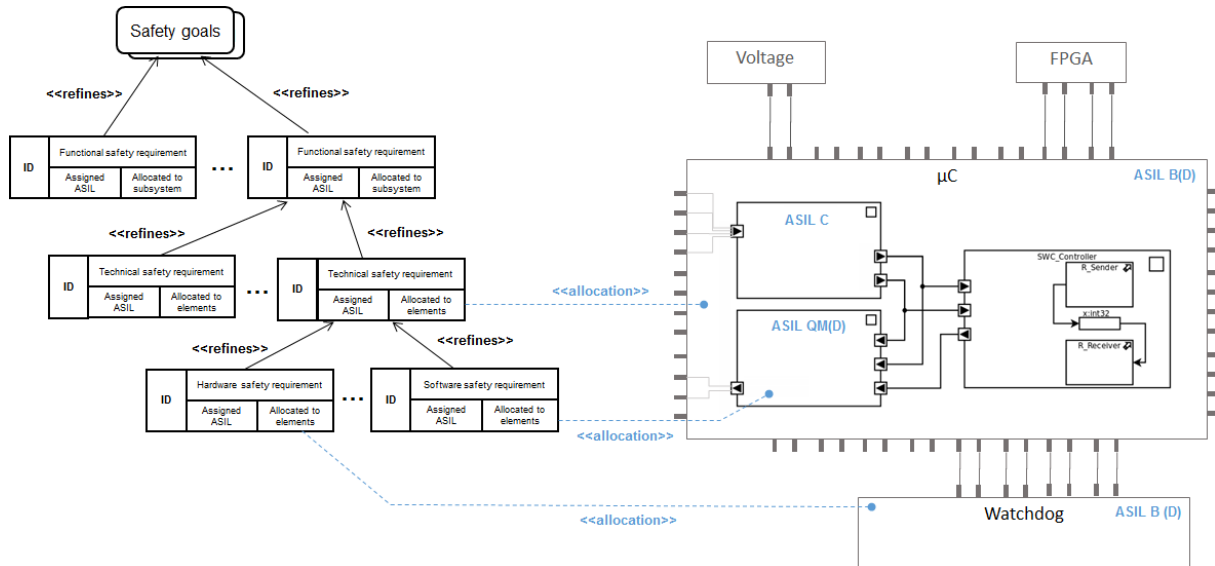 Safety goals
<<refines>>
<<refines>>
ID
Functional safety requirement
Assigned
ASIL
Allocated to
subsystem
...
ID
Functional safety requirement
Assigned
ASIL
Allocated to
subsystem
<<refines>>
<<refines>>
ID
Technical safety requirement
Assigned
ASIL
Allocated to
elements
...
ID
Technical safety requirement
Assigned
ASIL
Allocated to
elements
<<refines>>
<<refines>>
ID
Hardware safety requirement
Assigned
ASIL
Allocated to
elements
...
ID
Software safety requirement
Assigned
ASIL
Allocated to
elements
<<allocation>>
<<allocation>>
<<allocation>>
Voltage
FPGA
µC
ASIL B(D)
ASIL C
ASIL QM(D)
SWC_Controller
R_Sender
x:int32
R_Receiver
Watchdog
ASIL B (D)